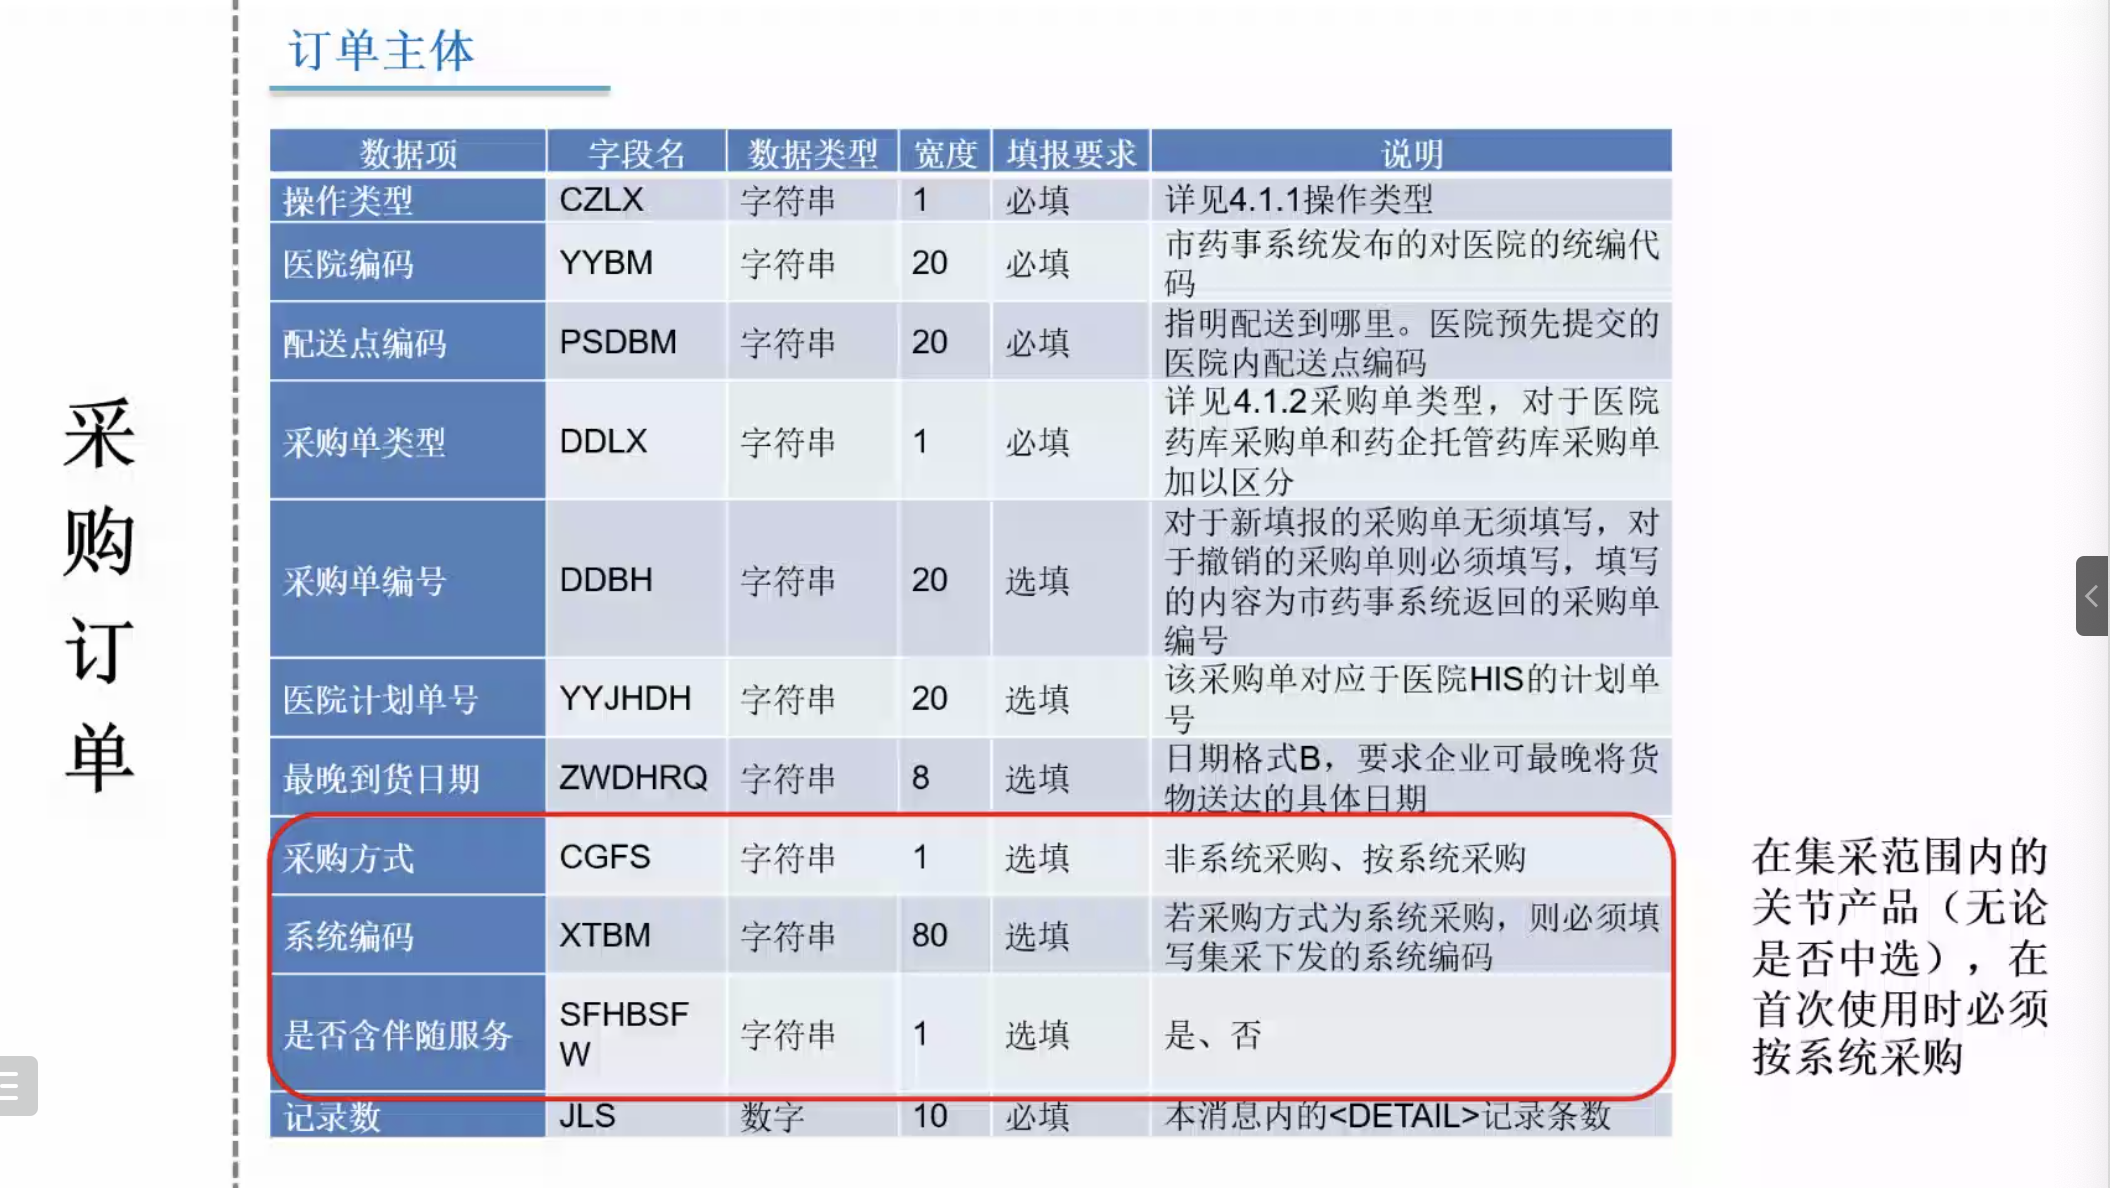 订单主体
采
购
订
单
数据项 字段名 数据类型 宽度 填报要求 说明
操作类型 CZLX 字符串 1 必填 详见4.1.1操作类型
医院编码 YYBM 字符串 20 必填 市药事系统发布的对医院的统编代
码
配送点编码 PSDBM 字符串 20 必填 指明配送到哪里。医院预先提交的
医院内配送点编码
采购单类型 DDLX 字符串 1 必填 详见4.1.2采购单类型，对于医院
药库采购单和药企托管药库采购单
加以区分
采购单编号 DDBH 字符串 20 选填 对于新填报的采购单无须填写，对
于撤销的采购单则必须填写，填写
的内容为市药事系统返回的采购单
编号
医院计划单号 YYJHDH 字符串 20 选填 该采购单对应于医院HIS的计划单
号
最晚到货日期 ZWDHRQ 字符串 8 选填 日期格式B，要求企业可最晚将货
物送达的具体日期
采购方式 CGFS 字符串 1 选填 非系统采购、按系统采购
系统编码 XTBM 字符串 80 选填 若采购方式为系统采购，则必须填
写集采下发的系统编码
是否含伴随服务 SFHBSF
W 字符串 1 选填 是、否
记录数 JLS 数字 10 必填 本消息内的<DETAIL>记录条数
在集采范围内的
关节产品（无论
是否中选），在
首次使用时必须
按系统采购